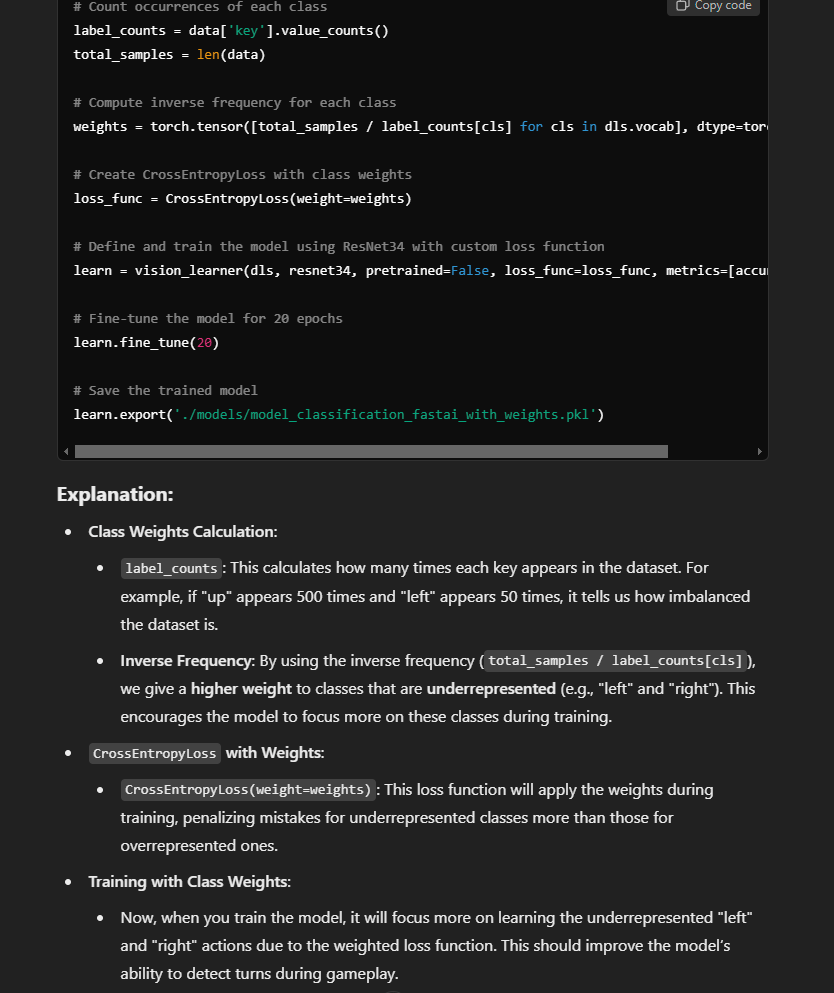 # Count occurrences of each class
Copy code
label_counts = data['key'].value_counts()
total_samples = len(data)
# Compute inverse frequency for each class
weights = torch.tensor([total_samples / label_counts[cls] for cls in dls.vocab], dtype=tor
# Create CrossEntropyLoss with class weights
loss_func = CrossEntropyLoss(weight=weights)
# Define and train the model using ResNet34 with custom loss function
learn = vision_learner(dls, resnet34, pretrained=False, loss_func=loss_func, metrics=[accu
# Fine-tune the model for 20 epochs
learn.fine_tune(20)
# Save the trained model
learn.export('./models/model_classification_fastai_with_weights.pkl')
Explanation:
• Class Weights Calculation:
• label_counts: This calculates how many times each key appears in the dataset. For
example, if "up" appears 500 times and "left" appears 50 times, it tells us how imbalanced
the dataset is.
• Inverse Frequency: By using the inverse frequency (total_samples / label_counts[cls]),
we give a higher weight to classes that are underrepresented (e.g., "left" and "right"). This
encourages the model to focus more on these classes during training.
• CrossEntropyLoss with Weights:
• CrossEntropyLoss(weight=weights): This loss function will apply the weights during
training, penalizing mistakes for underrepresented classes more than those for
overrepresented ones.
• Training with Class Weights:
• Now, when you train the model, it will focus more on learning the underrepresented "left"
and "right" actions due to the weighted loss function. This should improve the model's
ability to detect turns during gameplay.